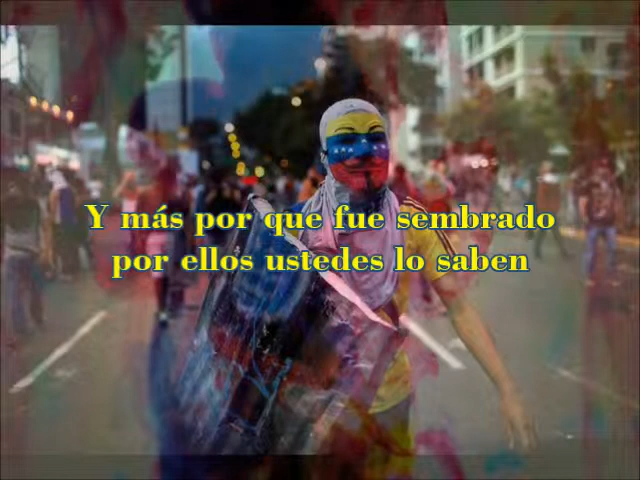 Y más por que fue sembrado
por ellos ustedes lo saben